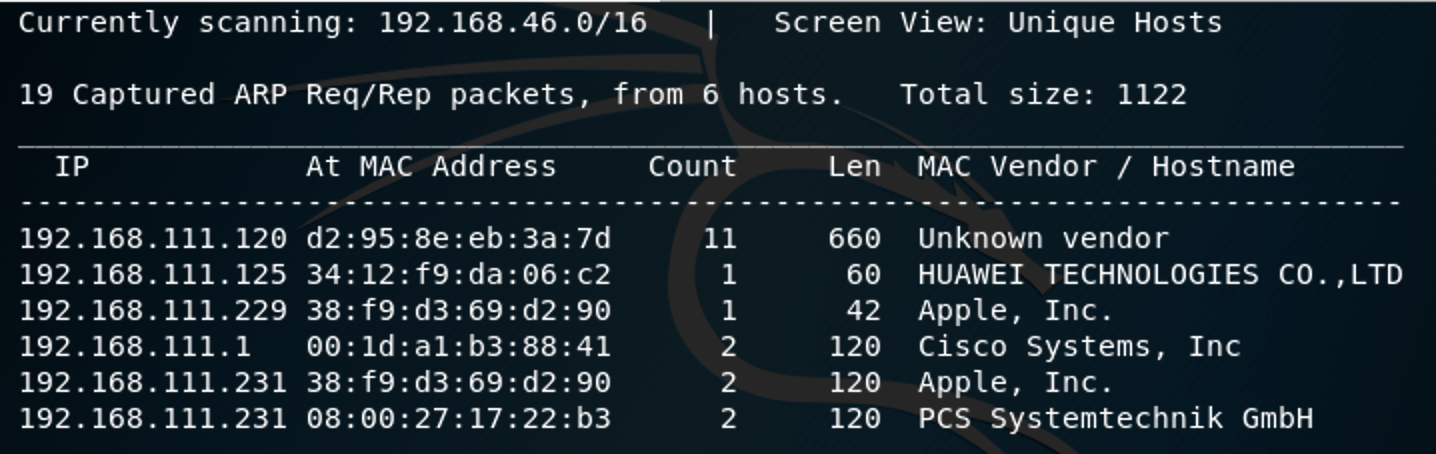 Currently scanning: 192.168.46.0/16   |   Screen View: Unique Hosts
19 Captured ARP Req/Rep packets, from 6 hosts.   Total size: 1122
_____________________________________________________________________________
  IP            At MAC Address     Count     Len  MAC Vendor / Hostname
-----------------------------------------------------------------------------
192.168.111.120 d2:95:8e:eb:3a:7d     11     660  Unknown vendor
192.168.111.125 34:12:f9:da:06:c2      1      60  HUAWEI TECHNOLOGIES CO.,LTD
192.168.111.229 38:f9:d3:69:d2:90      1      42  Apple, Inc.
192.168.111.1   00:1d:a1:b3:88:41      2     120  Cisco Systems, Inc
192.168.111.231 38:f9:d3:69:d2:90      2     120  Apple, Inc.
192.168.111.231 08:00:27:17:22:b3      2     120  PCS Systemtechnik GmbH